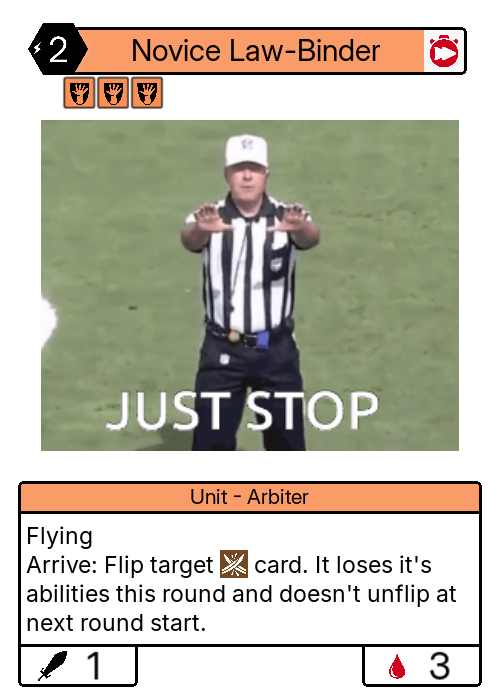 2 Novice Law-Binder
JUST STOP
Unit - Arbiter
Flying
Arrive: Flip target card. It loses it's
abilities this round and doesn't unflip at
next round start.
1 3